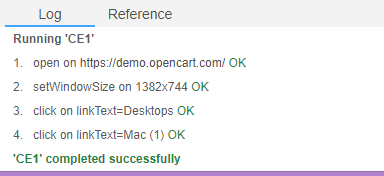 Log Reference
Running 'CE1'
1. open on https://demo.opencart.com/ OK
2. setWindowSize on 1382x744 OK
3. click on linkText=Desktops OK
4. click on linkText=Mac (1) OK
'CE1' completed successfully